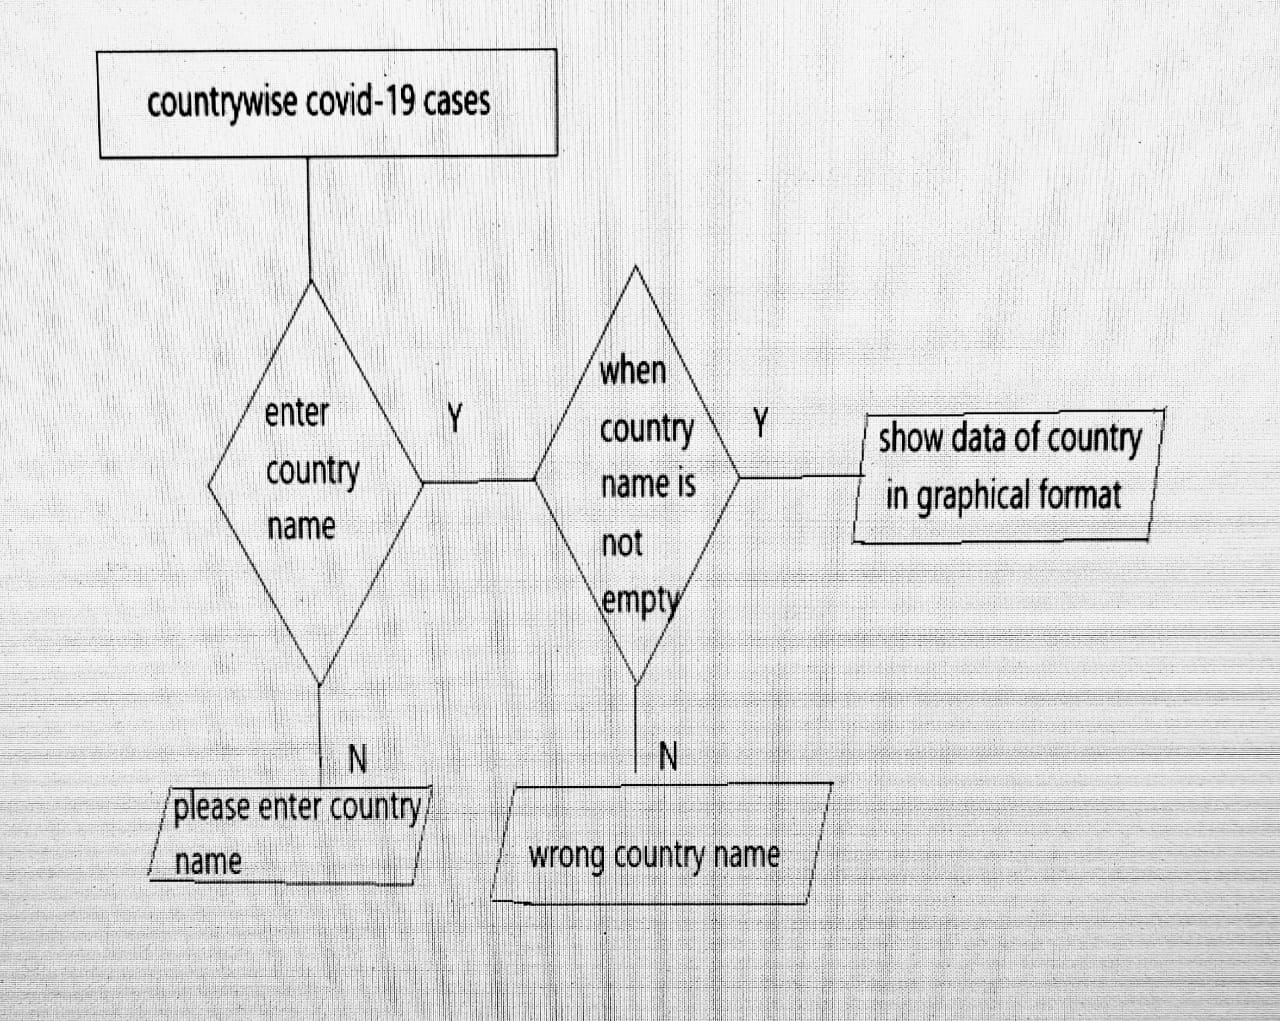 countrywise covid-19 cases
enter
country
name
Y
when
country
name is
not
empty
Y
show data of country
in graphical format
N
please enter country
name
N
wrong country name